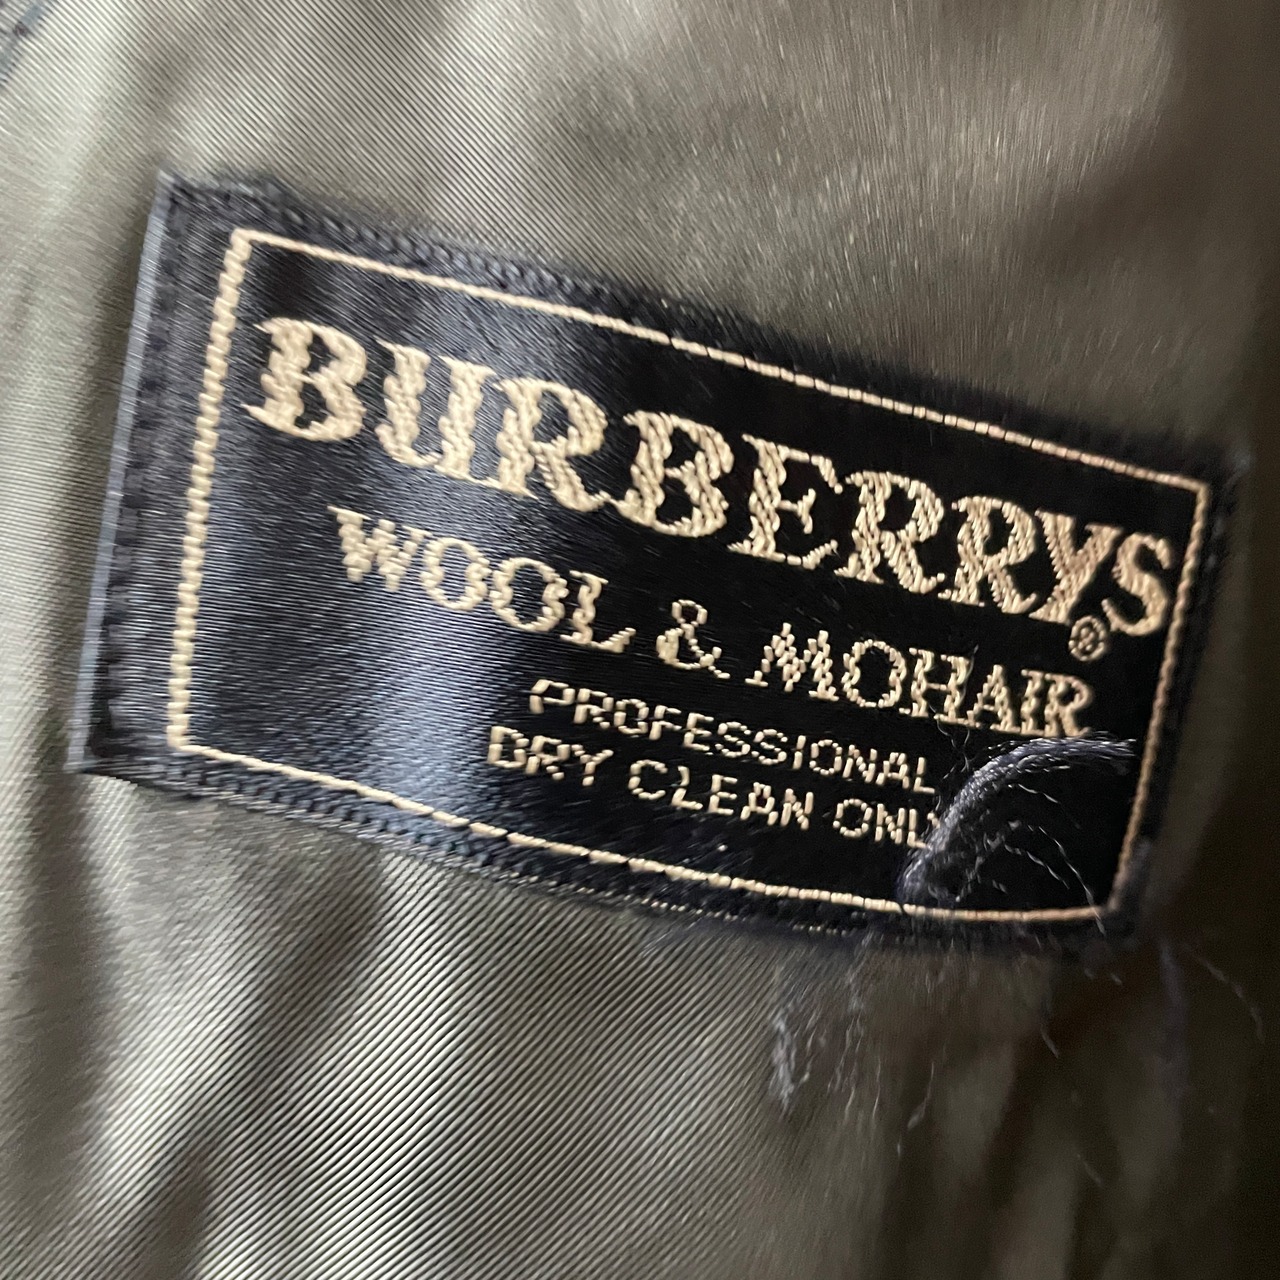 BURBERRYS
®
WOOL & MOHAIR
PROFESSIONAL
DRY CLEAN ONLY